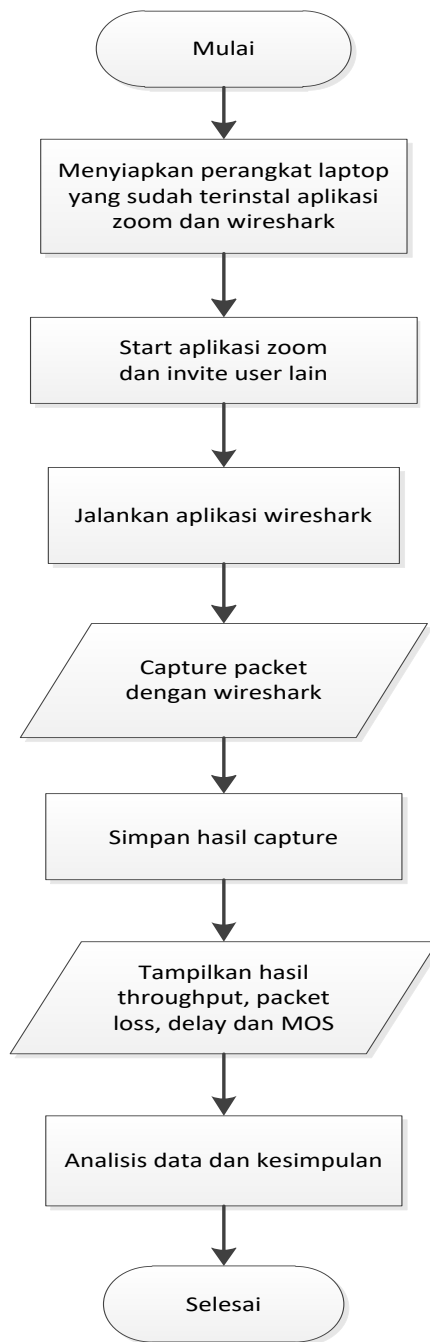 Mulai
Menyiapkan perangkat laptop
yang sudah terinstal aplikasi
zoom dan wireshark
Start aplikasi zoom
dan invite user lain
Jalankan aplikasi wireshark
Capture packet
dengan wireshark
Simpan hasil capture
Tampilkan hasil
throughput, packet
loss, delay dan MOS
Analisis data dan kesimpulan
Selesai